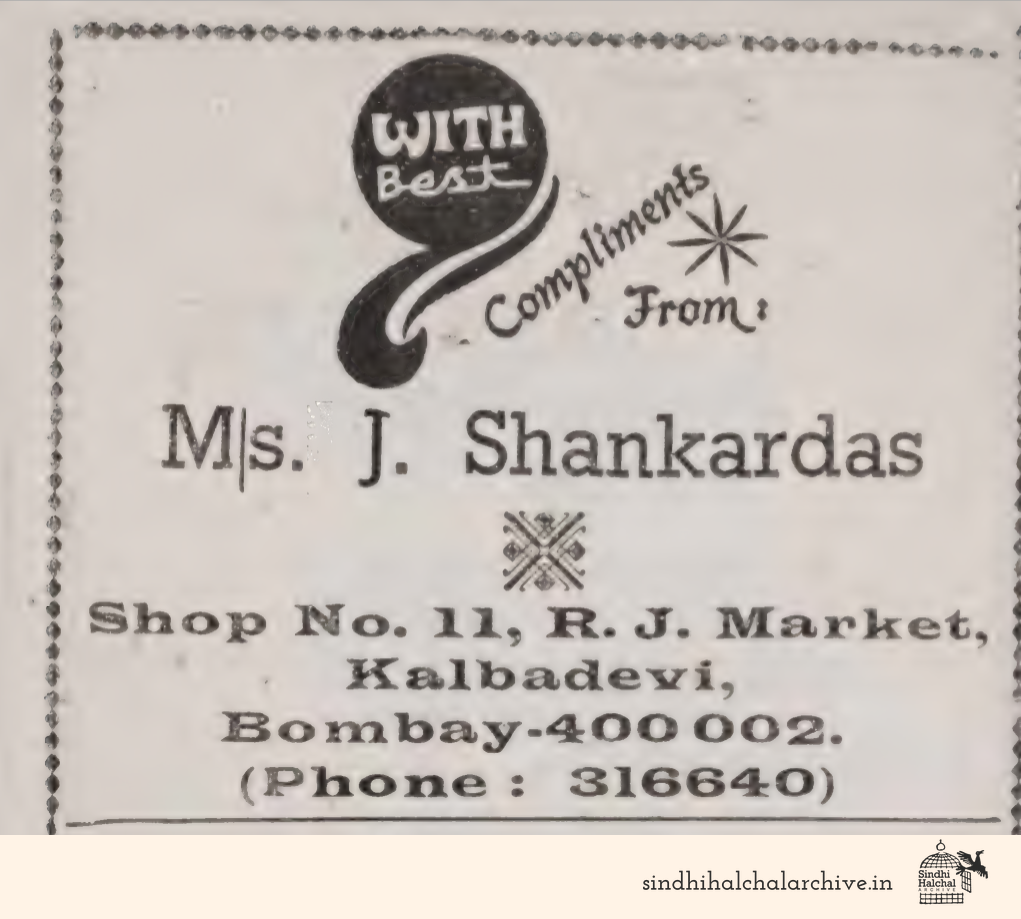 WITH
Best
Compliments
From:
M/s. J. Shankardas
Shop No. 11, R. J. Market,
Kalbadevi,
Bombay-400 002.
(Phone : 316640)
sindhihalchalarchive.in
Sindhi
Halchal
ARCHIVE